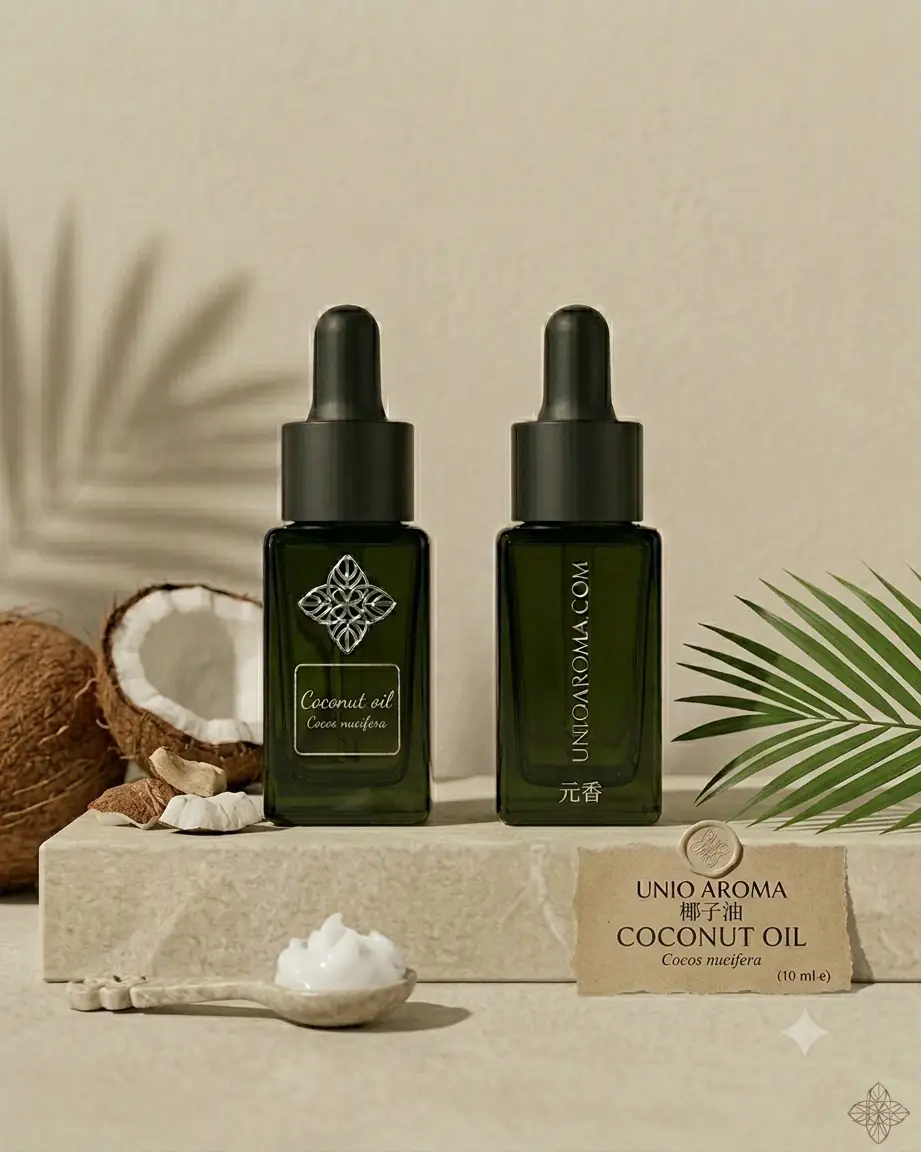 Coconut oil
Cocos nucifera
UNIOAROMA.COM
元香
UNIO AROMA
椰子油
COCONUT OIL
Cocos nucifera
(10 ml e)